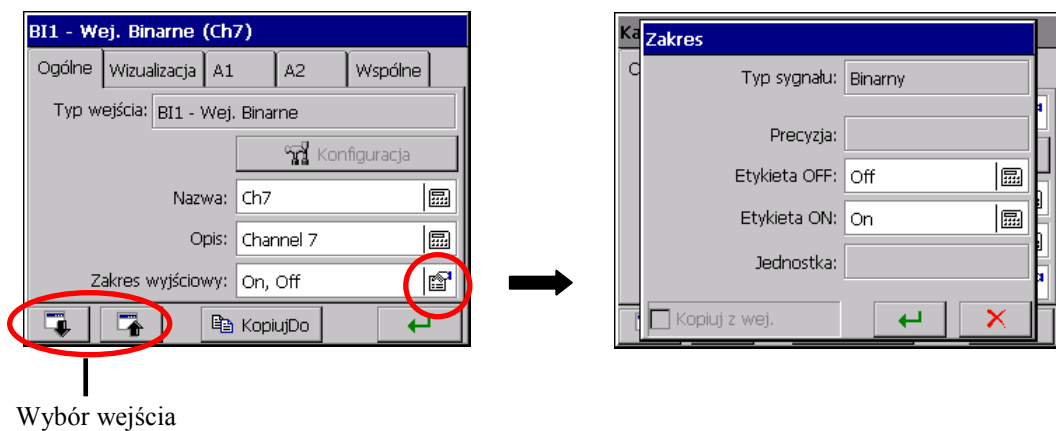 BI1 - Wej. Binarne (Ch7)
Ogólne Wizualizacja A1 A2 Wspólne
Typ wejścia: BI1 - Wej. Binarne
Konfiguracja
Nazwa: Ch7
Opis: Channel 7
Zakres wyjściowy: On, Off
KopiujDo
Wybór wejścia
Ka
O
Zakres
Typ sygnału: Binarny
Precyzja:
Etykieta OFF: Off
Etykieta ON: On
Jednostka:
Kopiuj z wej.